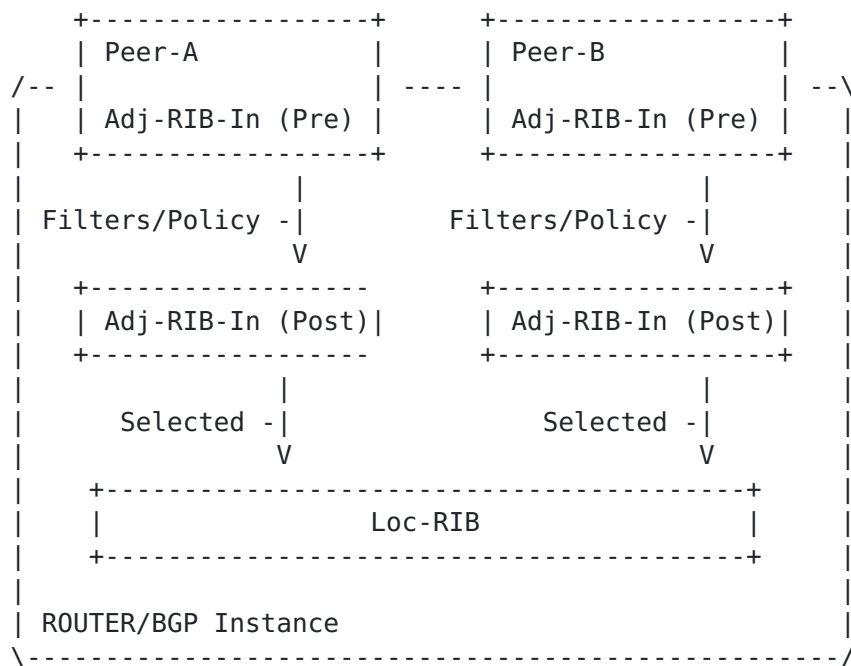 Peer-A Peer-B
Adj-RIB-In (Pre) Adj-RIB-In (Pre)
Filters/Policy Filters/Policy
Adj-RIB-In (Post) Adj-RIB-In (Post)
Selected Selected
Loc-RIB
ROUTER/BGP Instance